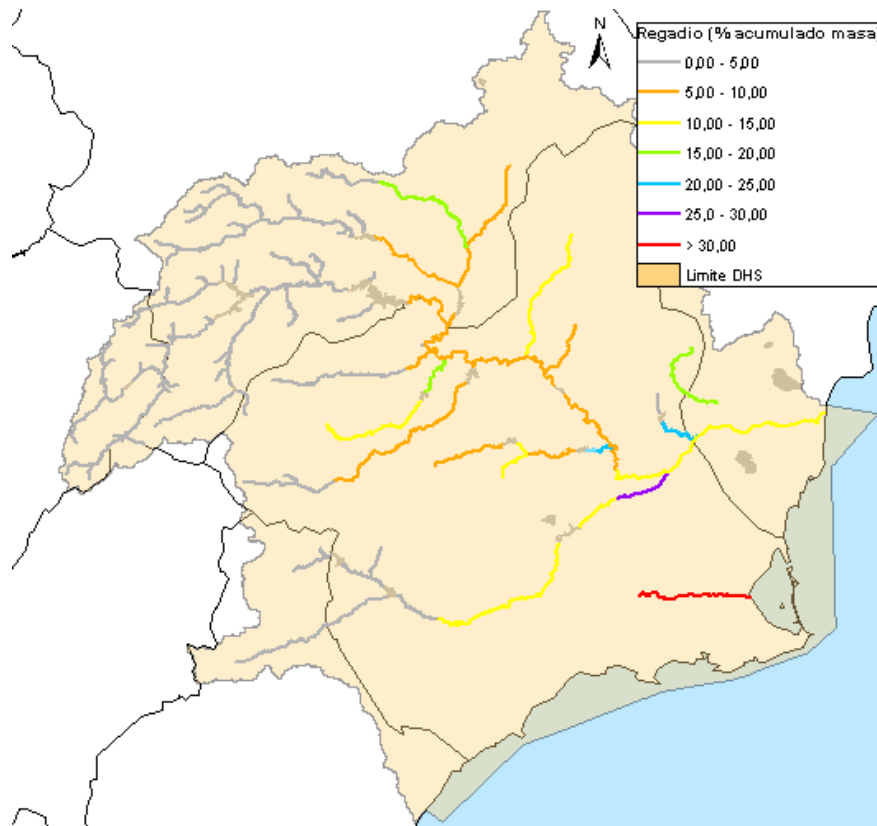 N
Regadio (% acumulado masa)
0,00 - 5,00
5,00 - 10,00
10,00 - 15,00
15,00 - 20,00
20,00 - 25,00
25,0 - 30,00
> 30,00
Limite DHS